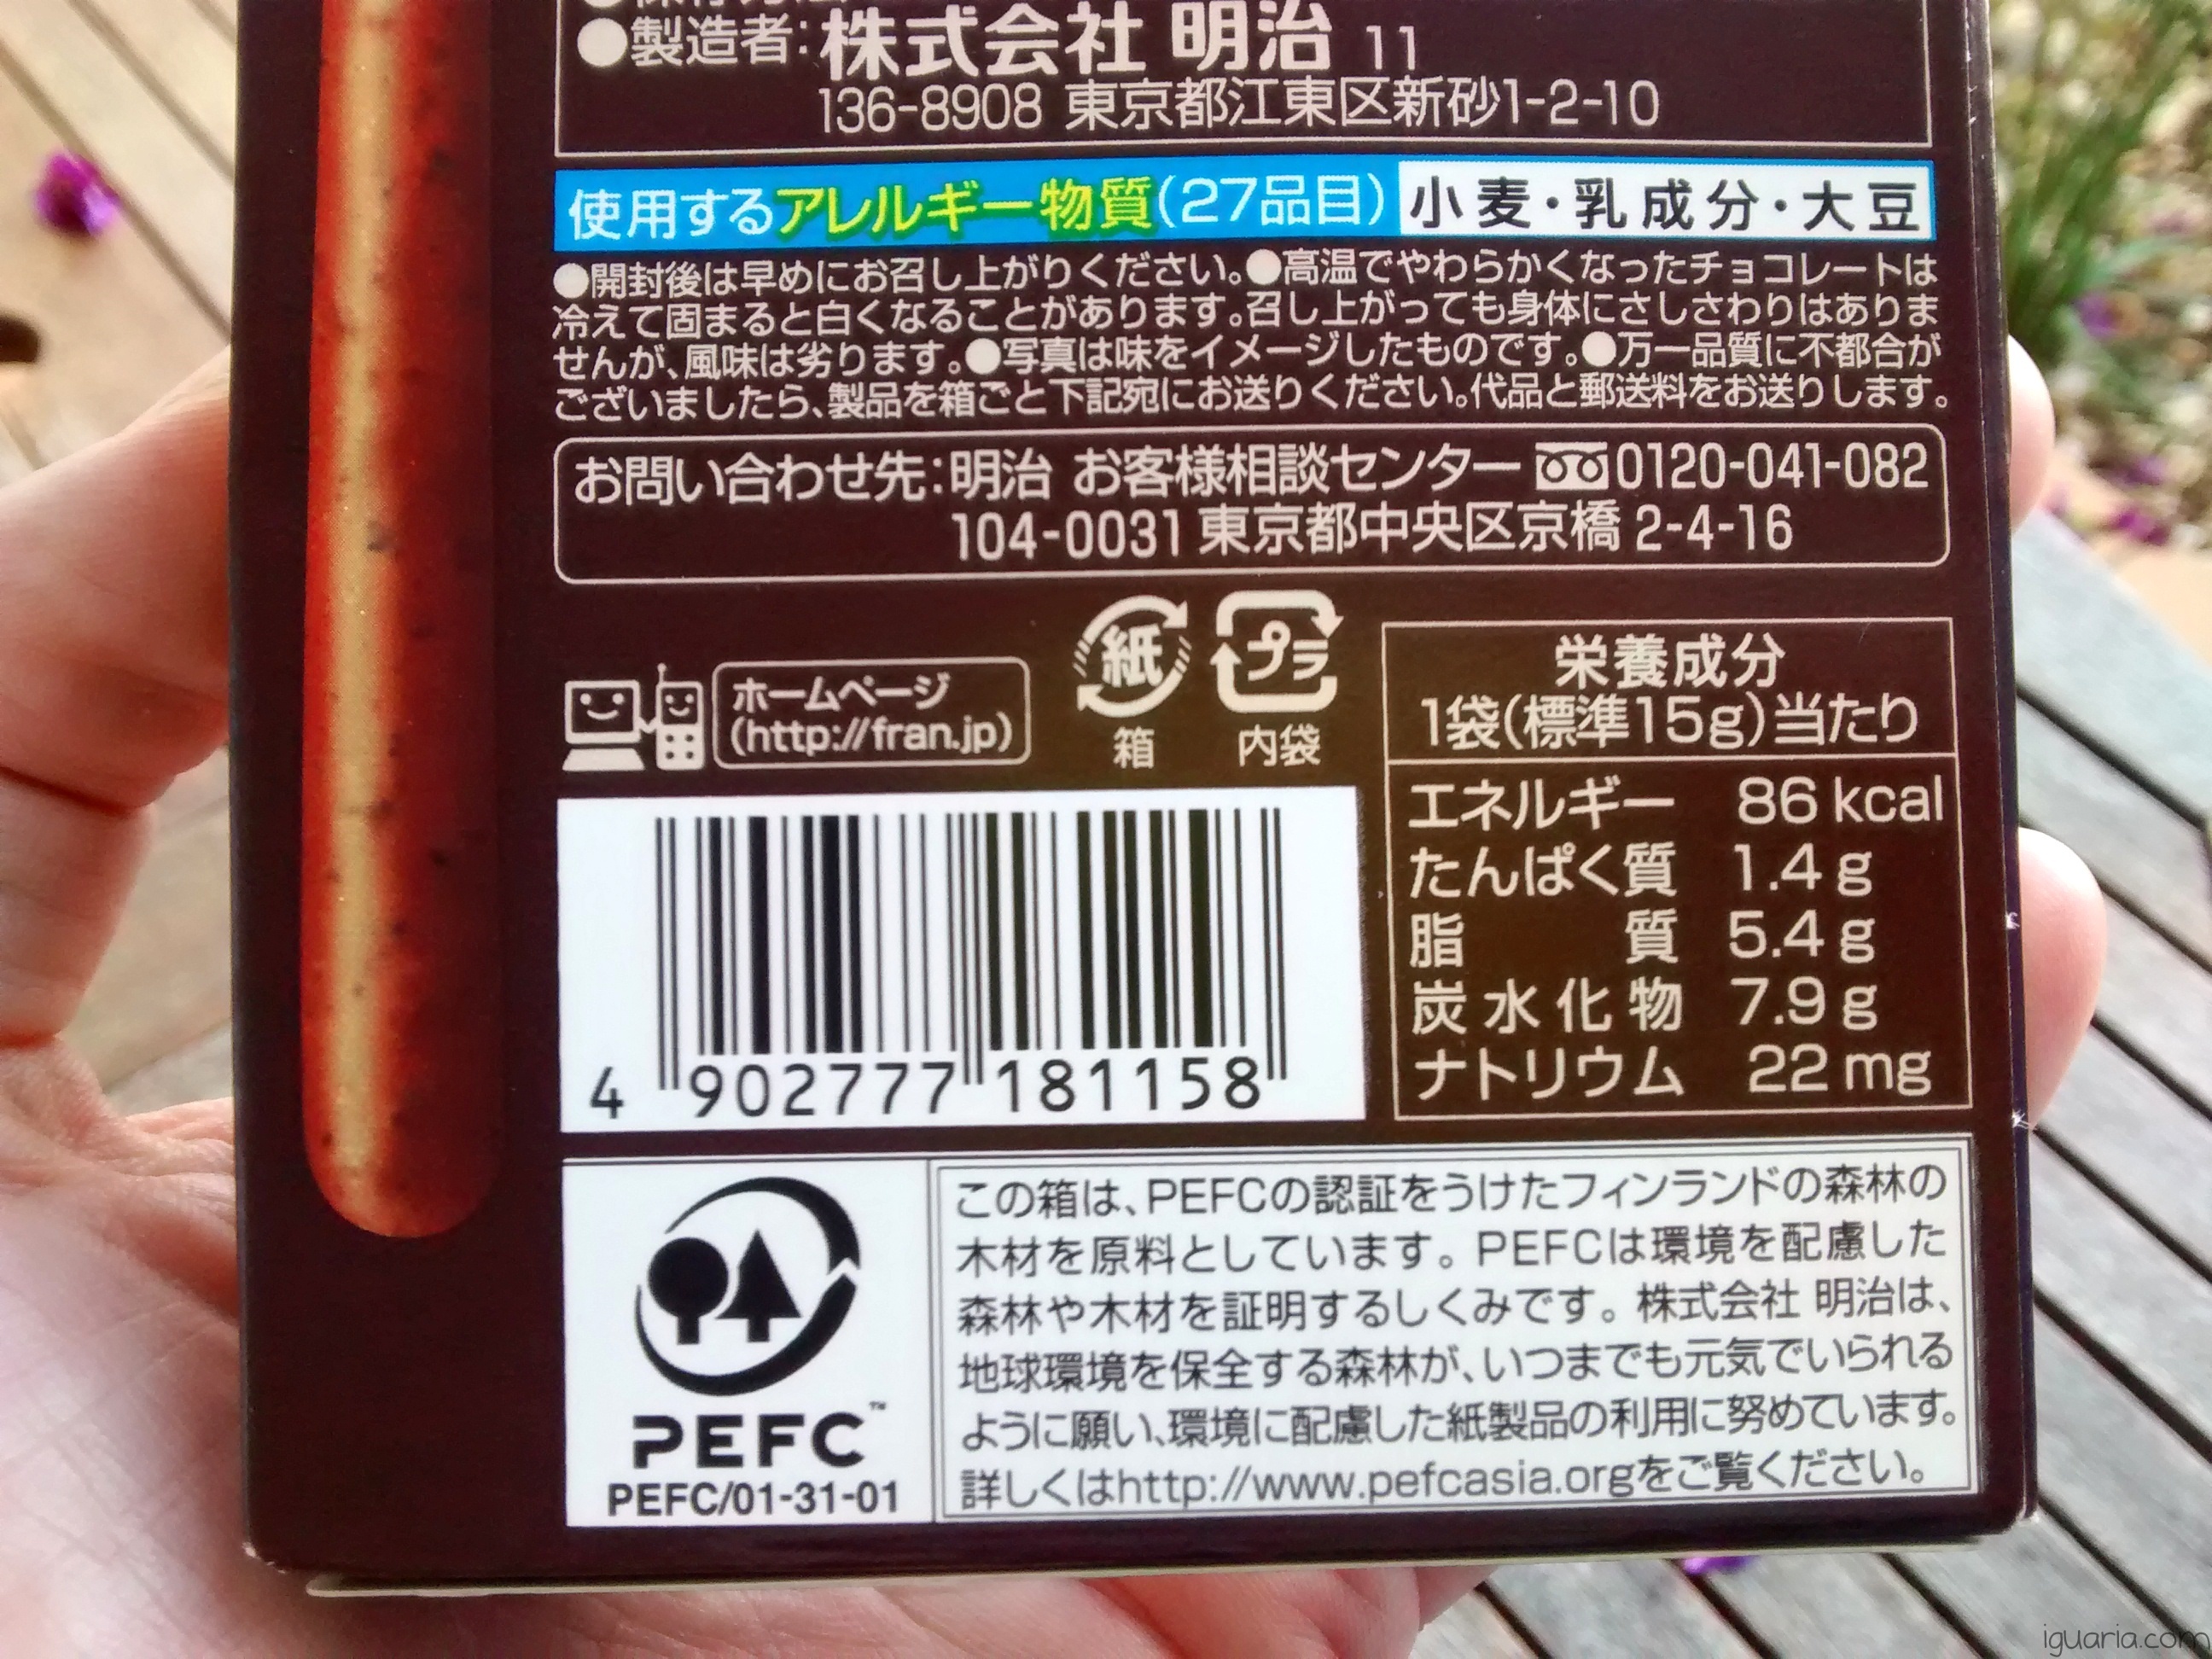 ●製造者:株式会社 明治 11
136-8908 東京都江東区新砂1-2-10
使用するアレルギー物質(27品目) 小麦・乳成分・大豆
●開封後は早めにお召し上がりください。●高温でやわらかくなったチョコレートは
冷えて固まると白くなることがあります。召し上がっても身体にさしさわりはありま
せんが、風味は劣ります。●写真は味をイメージしたものです。●万一品質に不都合が
ございましたら、製品を箱ごと下記宛にお送りください。代品と郵送料をお送りします。
お問い合わせ先:明治 お客様相談センター 0120-041-082
104-0031 東京都中央区京橋 2-4-16
ホームページ
(http://fran.jp)
紙
箱
プラ
内袋
栄養成分
1袋(標準15g)当たり
エネルギー 86 kcal
たんぱく質 1.4 g
脂質 5.4 g
炭水化物 7.9 g
ナトリウム 22 mg
4 902777 181158
PEFC™
PEFC/01-31-01
この箱は、PEFCの認証をうけたフィンランドの森林の
木材を原料としています。PEFCは環境を配慮した
森林や木材を証明するしくみです。株式会社 明治は、
地球環境を保全する森林が、いつまでも元気でいられる
ように願い、環境に配慮した紙製品の利用に努めています。
詳しくはhttp://www.pefcasia.orgをご覧ください。
iguaria.com